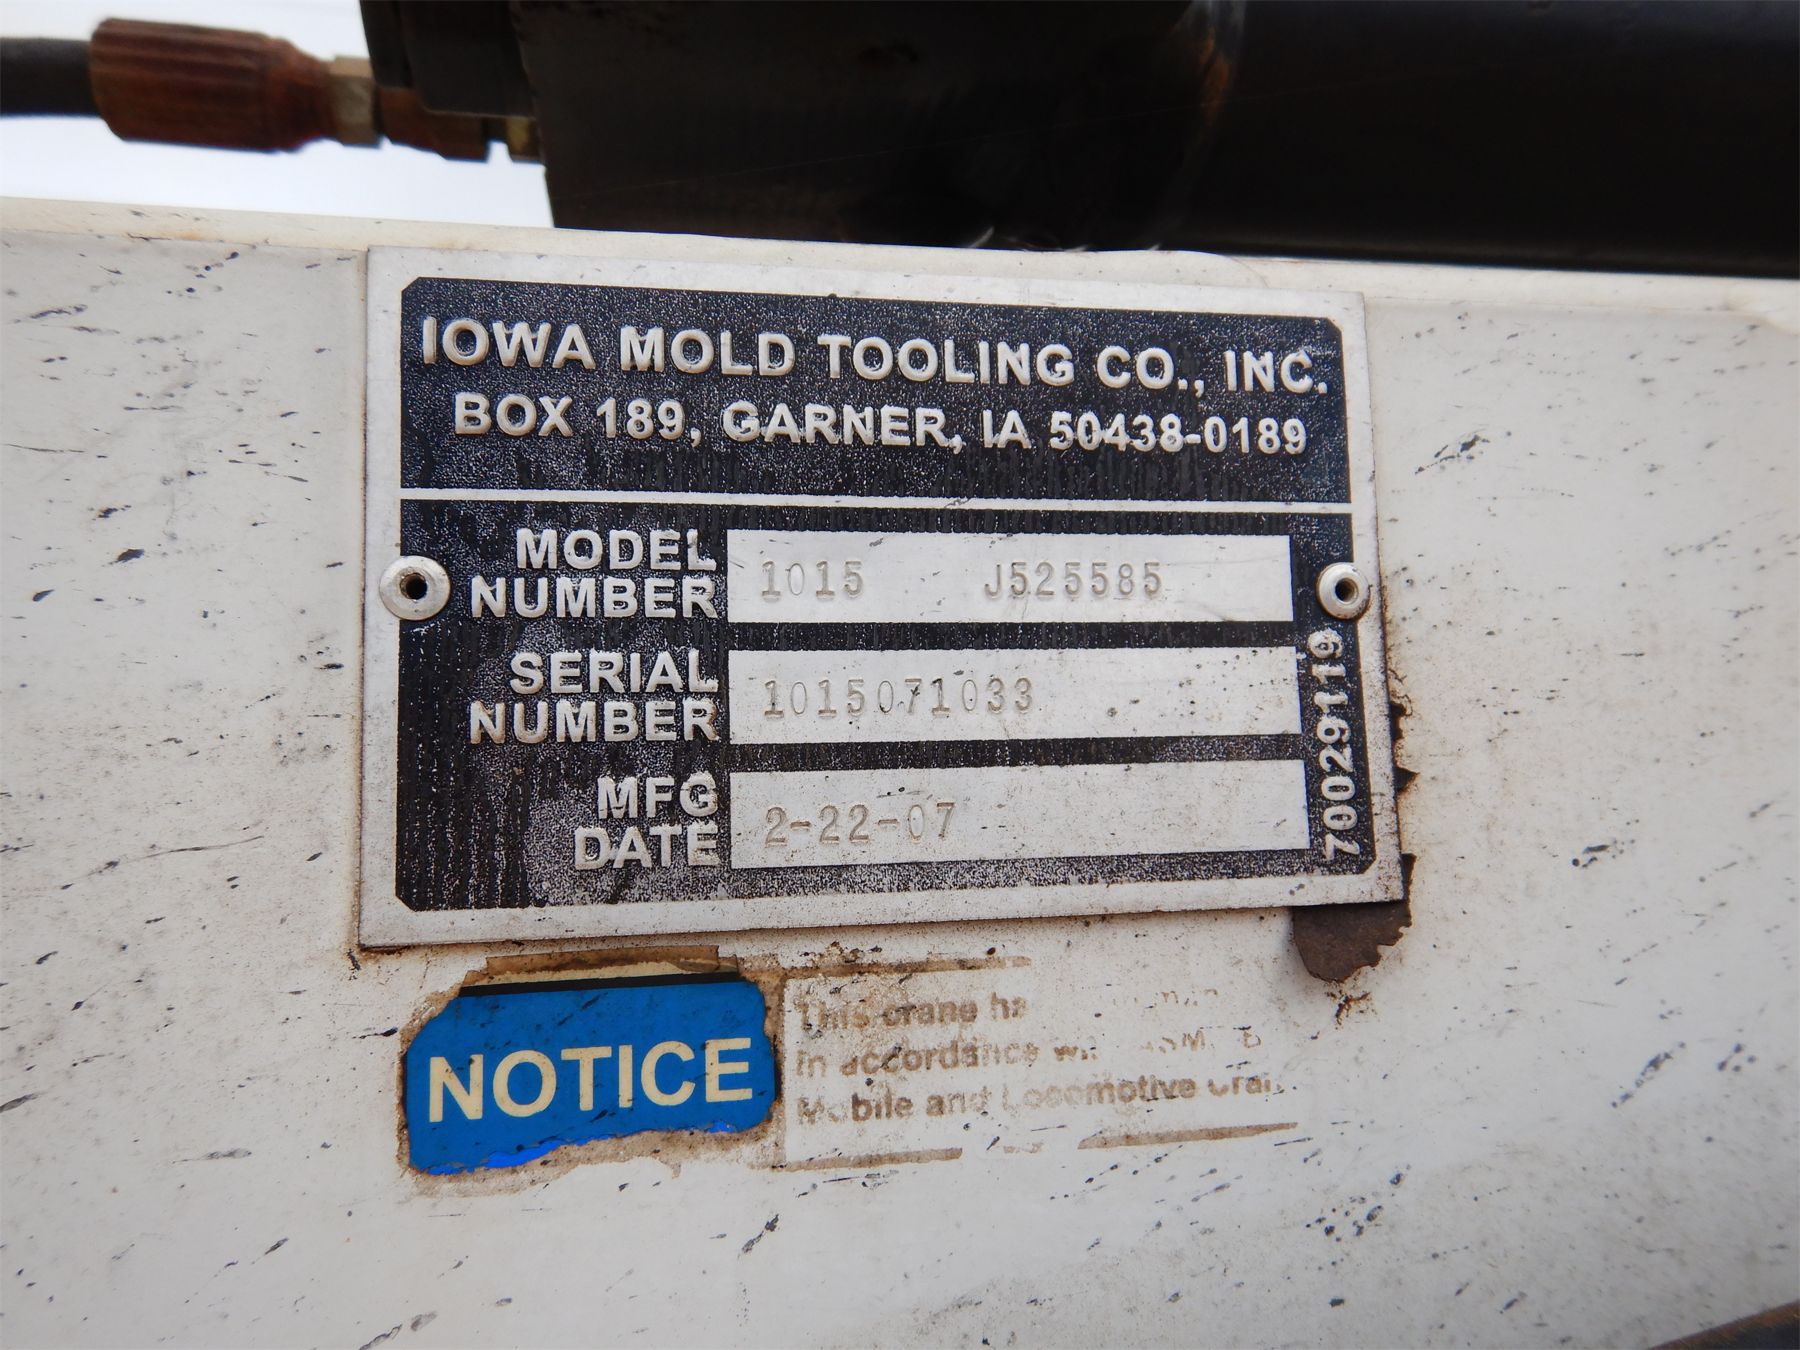 IOWA MOLD TOOLING CO., INC.
BOX 189, GARNER, IA 50438-0189
MODEL NUMBER 1015 J525585
SERIAL NUMBER 1015071033
MFG DATE 2-22-07
70029119
NOTICE
This crane
in accordance
Mobile and Locomotive